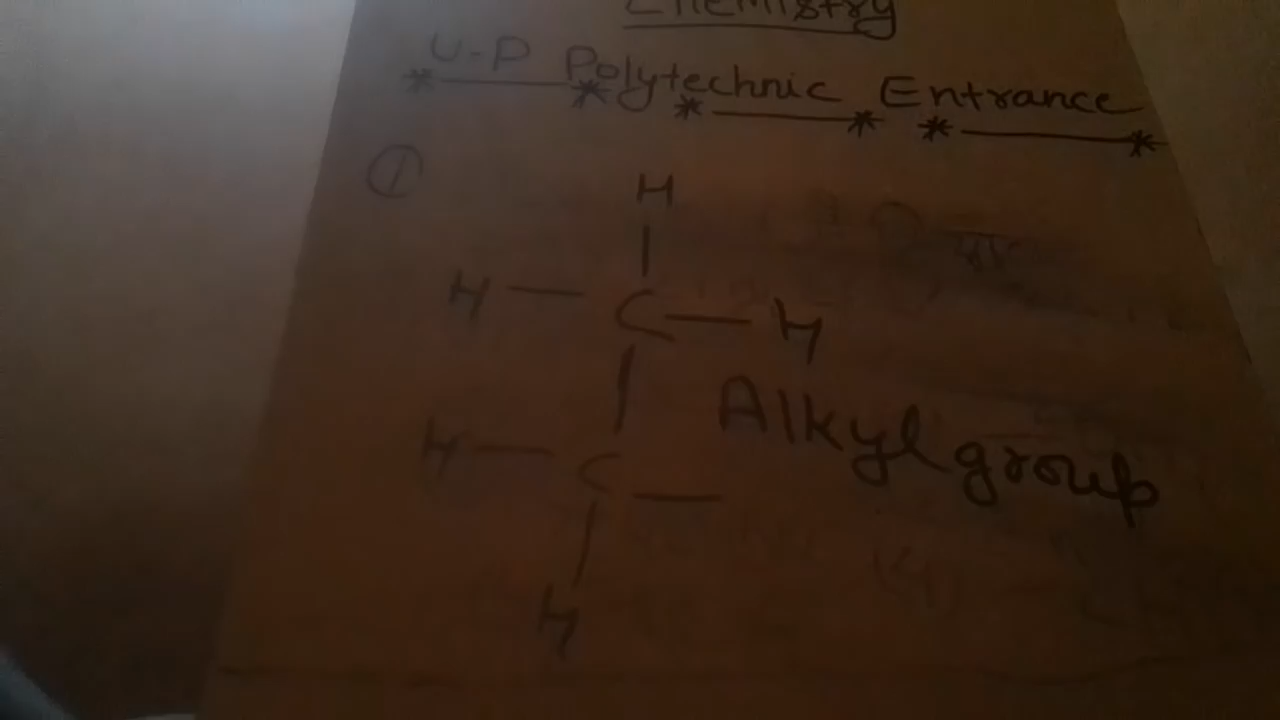 Chemistry
U-P Polytechnic Entrance
①
H
H — C — H
Alkyl group
H — C —
H